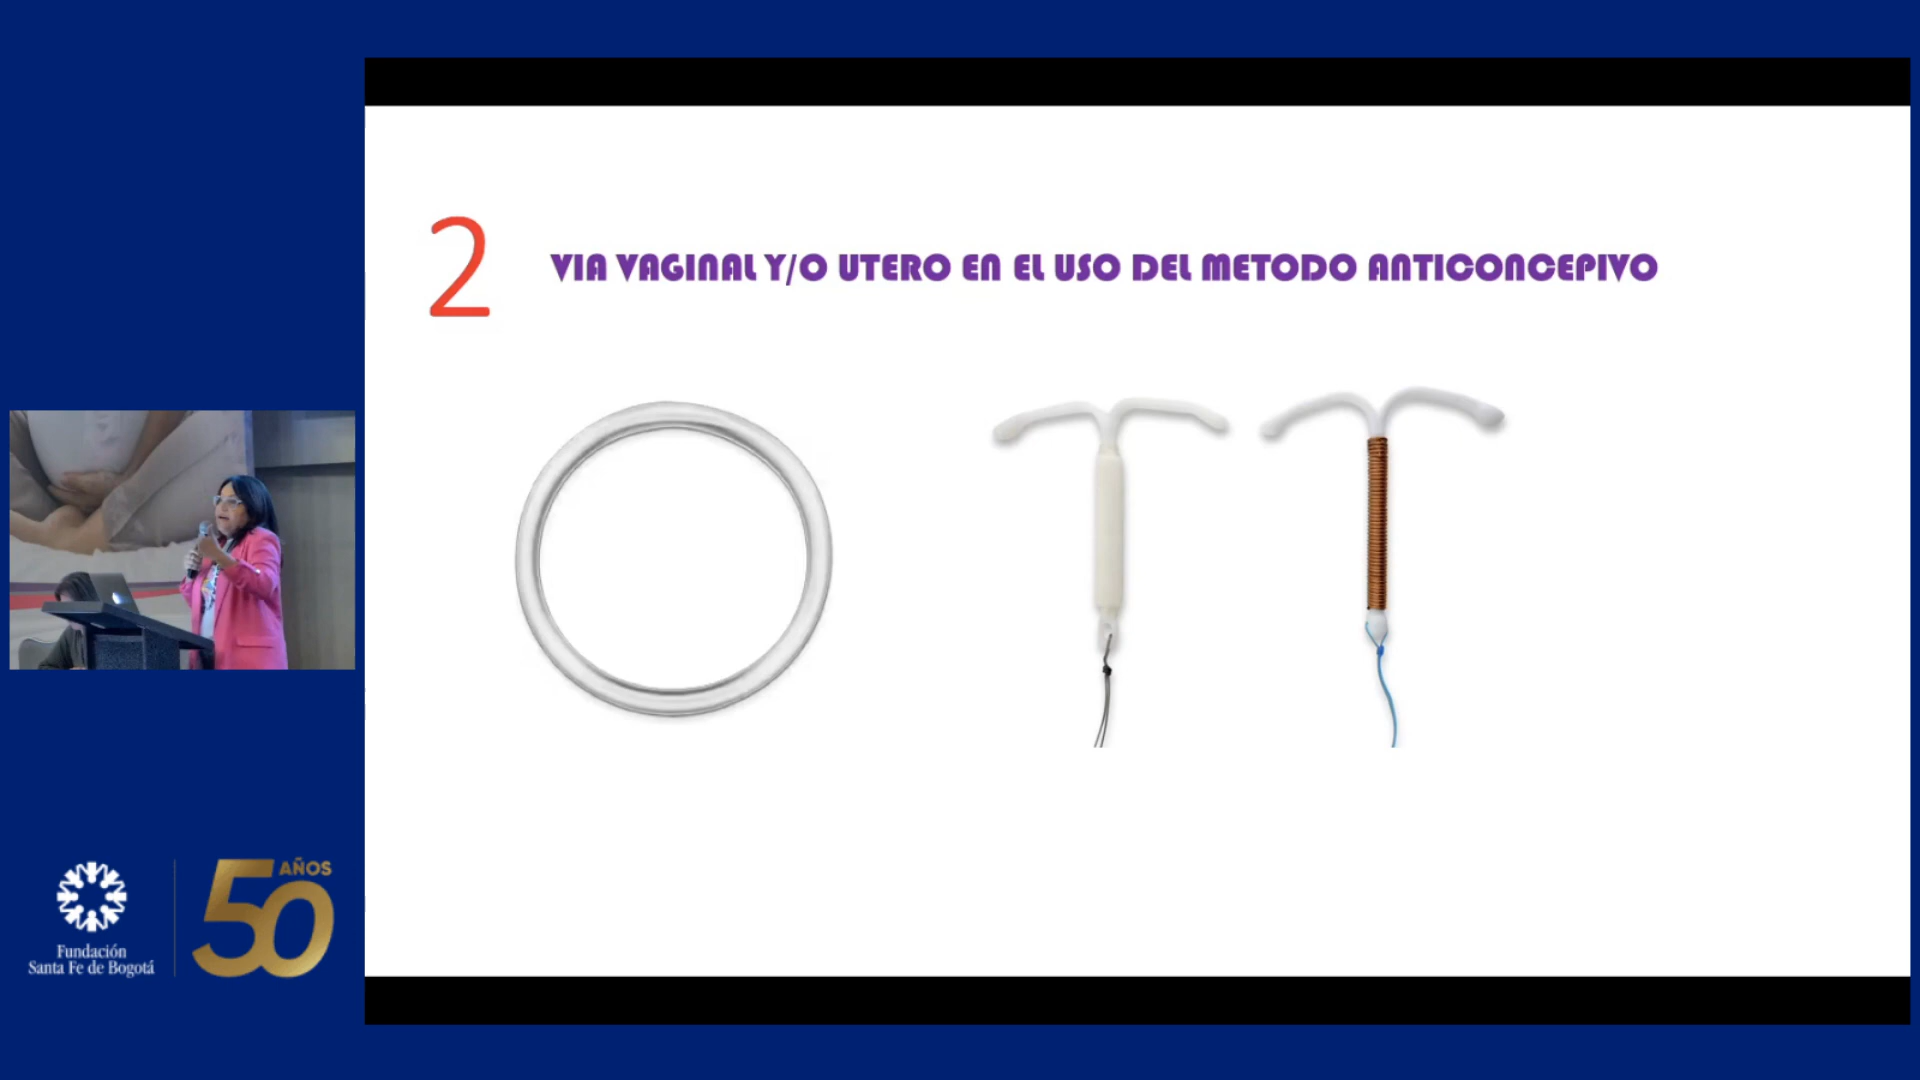 2
VIA VAGINAL Y/O UTERO EN EL USO DEL METODO ANTICONCEPIVO
Fundación
Santa Fe de Bogotá
50 AÑOS